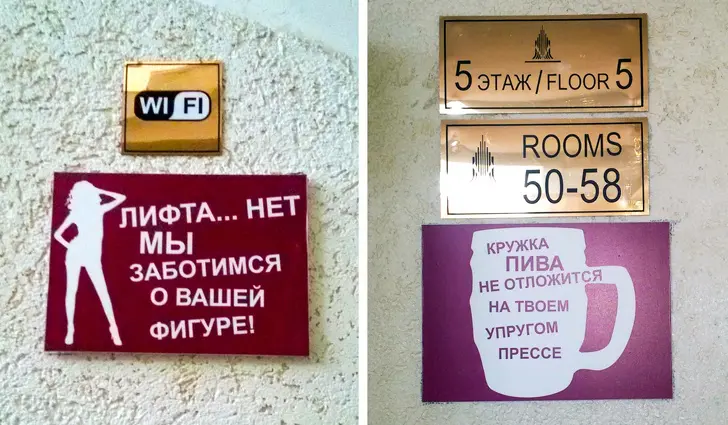 WI FI
ЛИФТА... НЕТ
МЫ
ЗАБОТИМСЯ
О ВАШЕЙ
ФИГУРЕ!
5 ЭТАЖ/FLOOR 5
ROOMS
50-58
КРУЖКА
ПИВА
НЕ ОТЛОЖИТСЯ
НА ТВОЕМ
УПРУГОМ
ПРЕССЕ